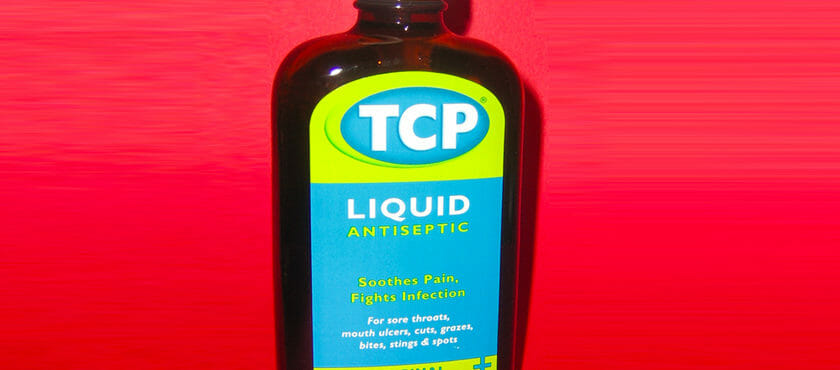 TCP®
LIQUID
ANTISEPTIC
Soothes Pain,
Fights Infection
For sore throats,
mouth ulcers, cuts, grazes,
bites, stings & spots